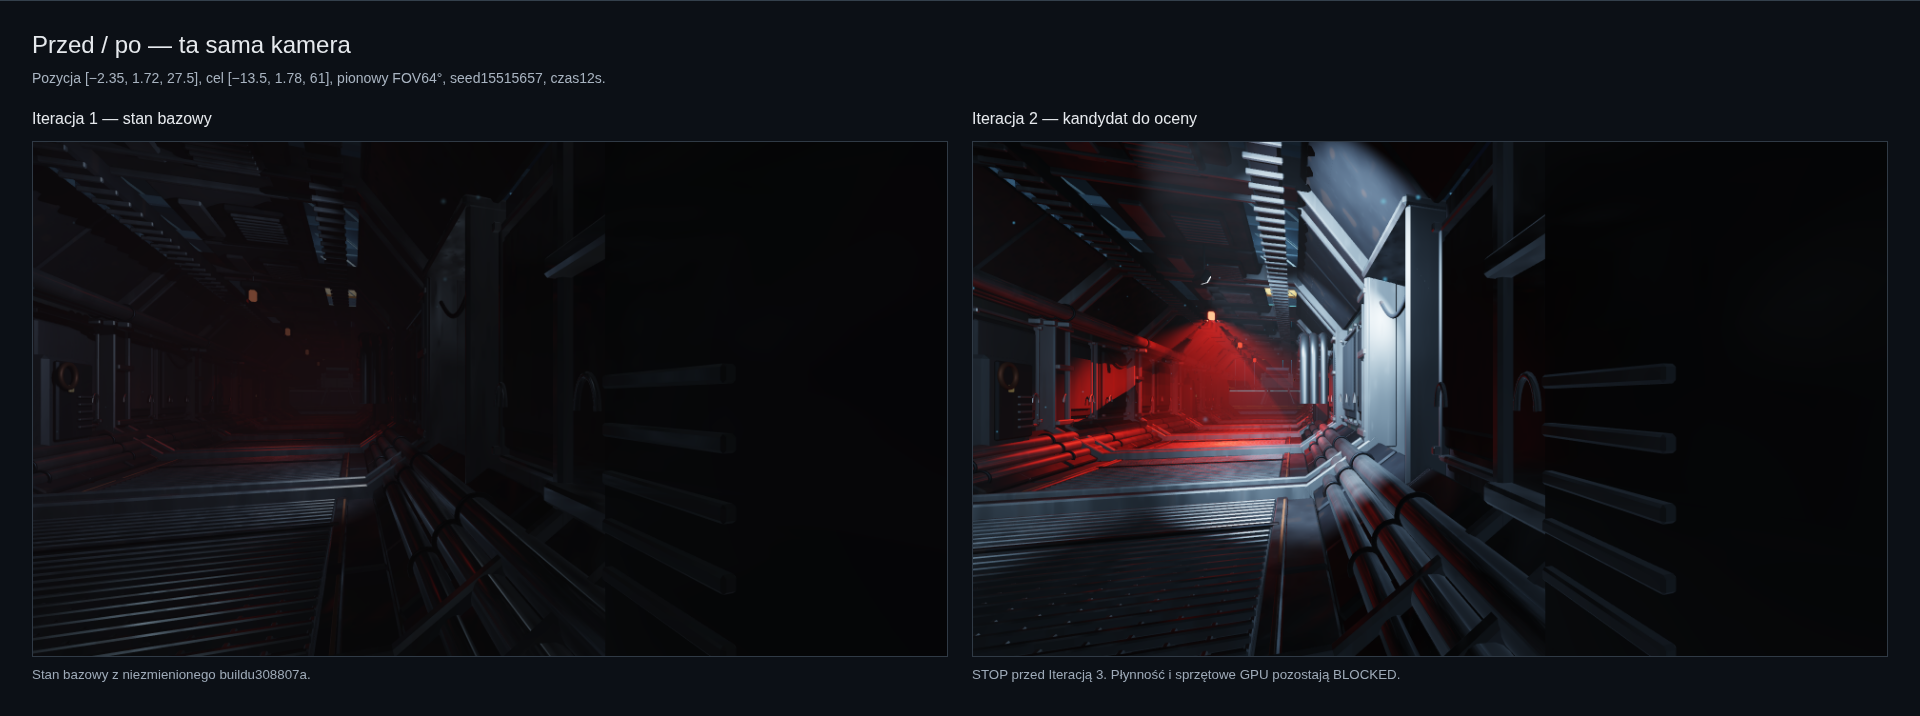 Przed / po — ta sama kamera
Pozycja [−2.35, 1.72, 27.5], cel [−13.5, 1.78, 61], pionowy FOV64°, seed15515657, czas12s.
Iteracja 1 — stan bazowy
Iteracja 2 — kandydat do oceny
Stan bazowy z niezmienionego buildu308807a.
STOP przed Iteracją 3. Płynność i sprzętowe GPU pozostają BLOCKED.